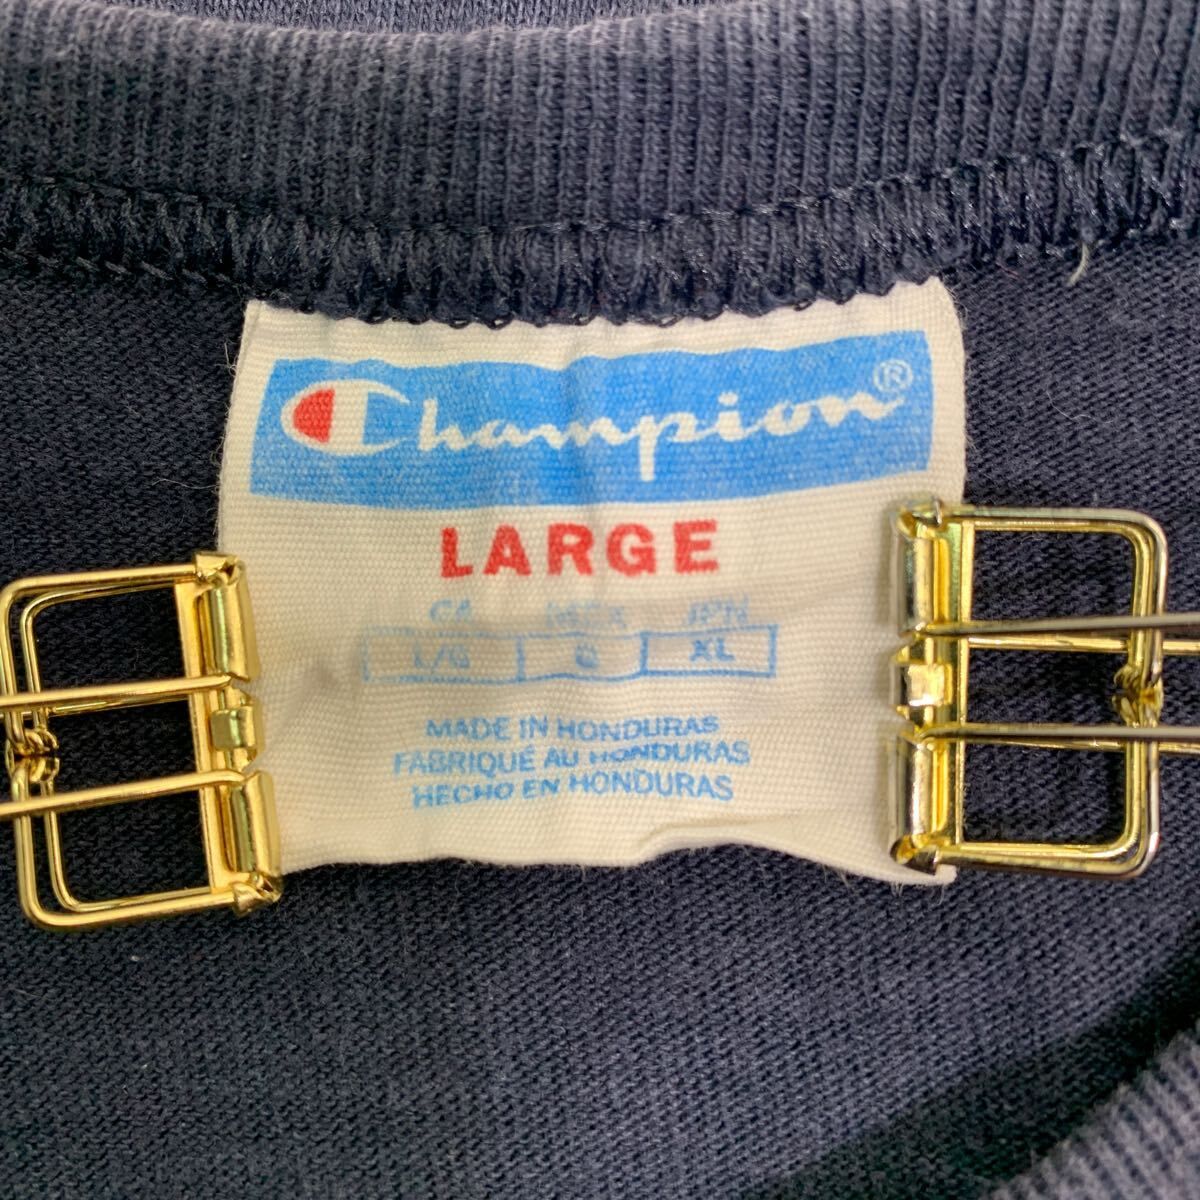 Champion®
LARGE
CA MEX JPN
L/G G XL
MADE IN HONDURAS
FABRIQUÉ AU HONDURAS
HECHO EN HONDURAS